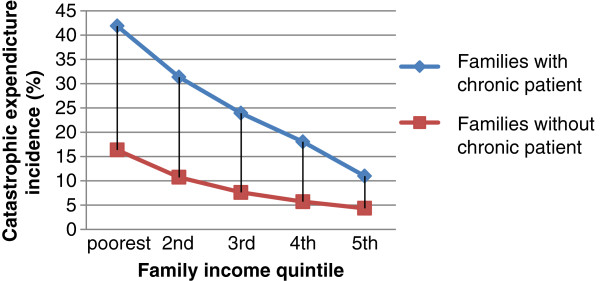 Catastrophic expendicture
incidence (%)
45
40
35
30
25
20
15
10
5
0
poorest 2nd 3rd 4th 5th
Family income quintile
Families with
chronic patient
Families without
chronic patient